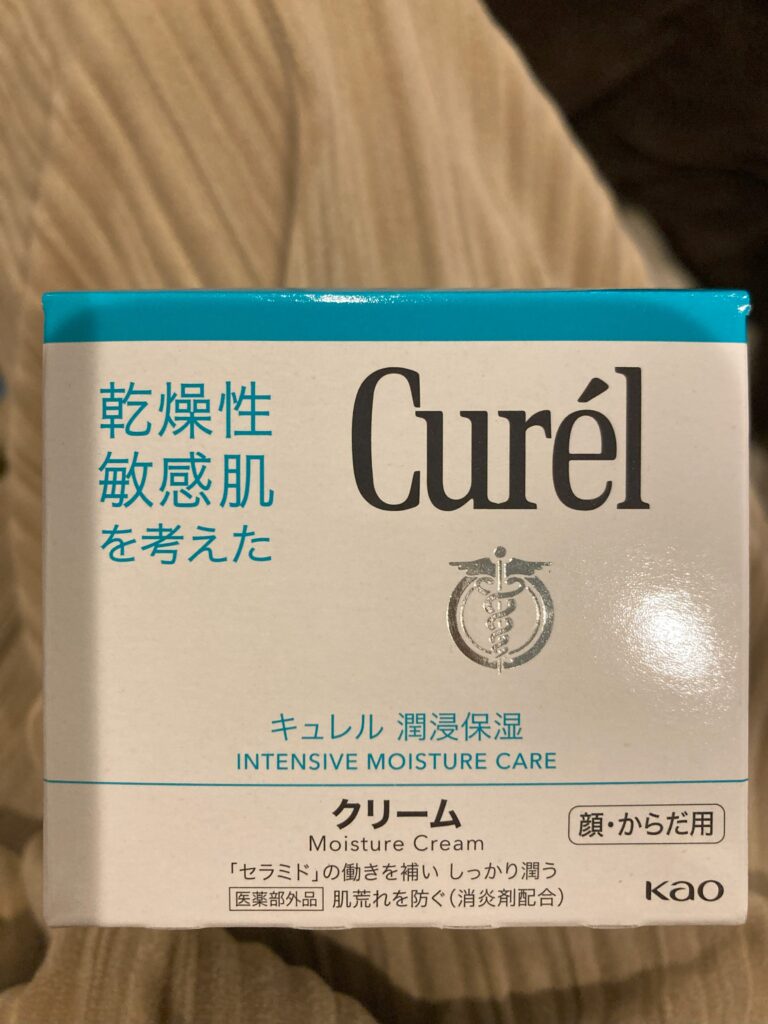 乾燥性
敏感肌
を考えた
Curél
キュレル 潤浸保湿
INTENSIVE MOISTURE CARE
クリーム
Moisture Cream
顔・からだ用
「セラミド」の働きを補い しっかり潤う
医薬部外品 肌荒れを防ぐ(消炎剤配合)
Kao